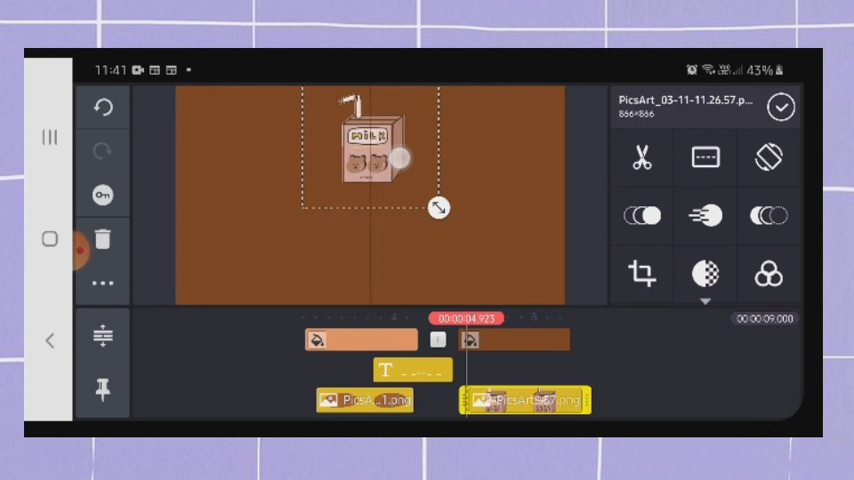 11:41
43%
PicsArt_03-11-11.26.57.p...
866×866
MiLK
4
00:00:04.923
8
00:00:09.000
T _ _..._ _
PicsA...1.png